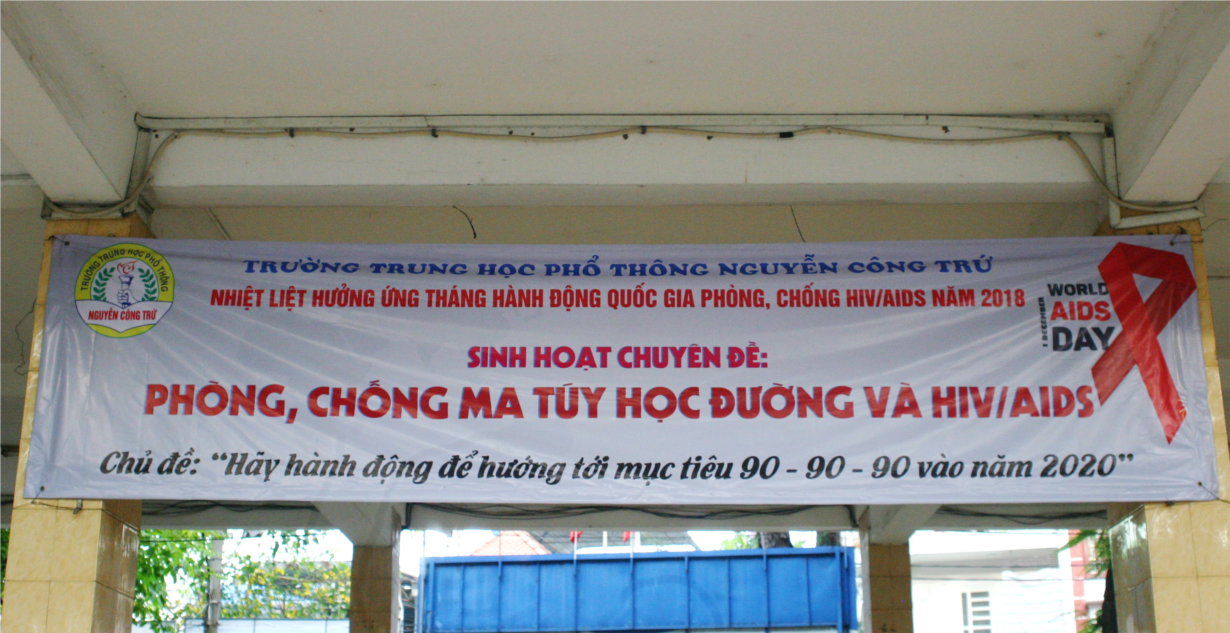 TRƯỜNG TRUNG HỌC PHỔ THÔNG
NGUYỄN CÔNG TRỨ
TRƯỜNG TRUNG HỌC PHỔ THÔNG NGUYỄN CÔNG TRỨ
NHIỆT LIỆT HƯỞNG ỨNG THÁNG HÀNH ĐỘNG QUỐC GIA PHÒNG, CHỐNG HIV/AIDS NĂM 2018
1 DECEMBER
WORLD
AIDS
DAY
SINH HOẠT CHUYÊN ĐỀ:
PHÒNG, CHỐNG MA TÚY HỌC ĐƯỜNG VÀ HIV/AIDS
Chủ đề: "Hãy hành động để hướng tới mục tiêu 90 - 90 - 90 vào năm 2020"